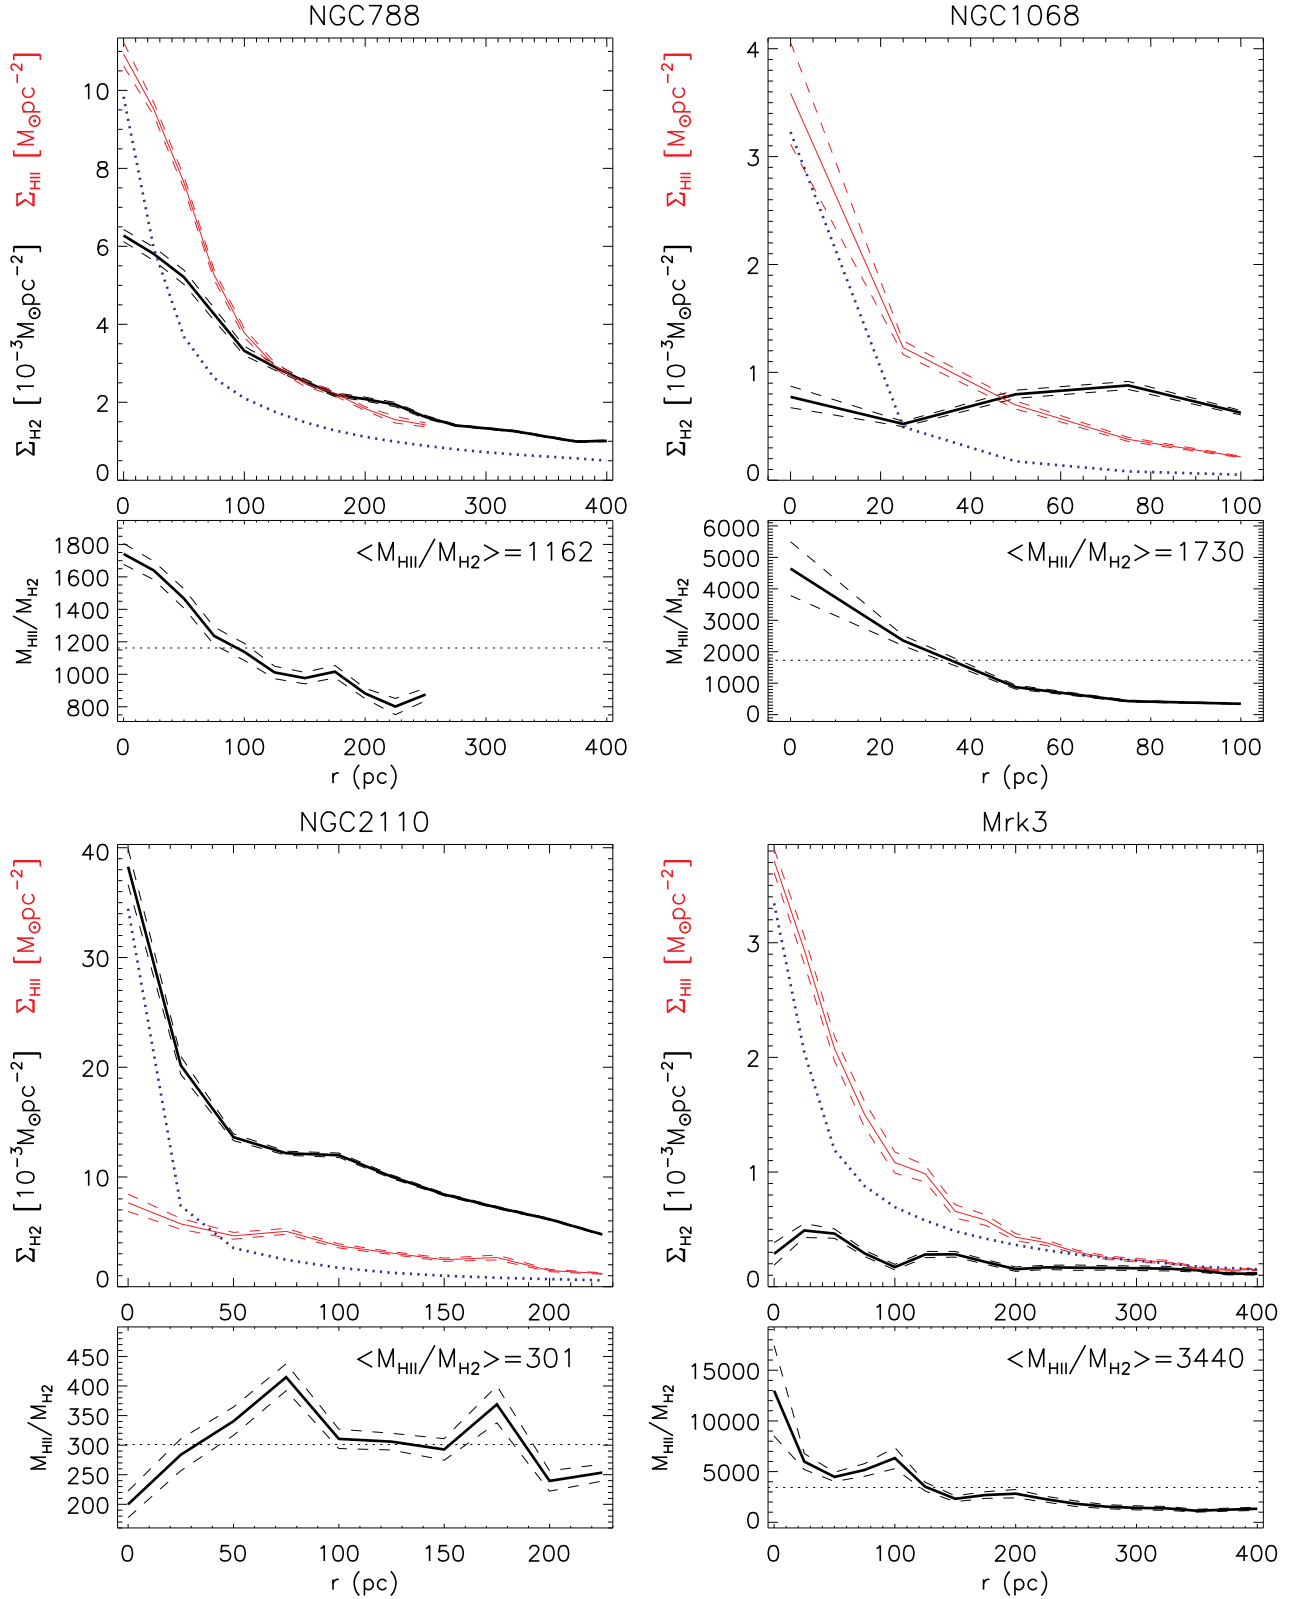 NGC788
Σ_H2 [10⁻³M⊙pc⁻²] Σ_HII [M⊙pc⁻²]
10
8
6
4
2
0
0 100 200 300 400
<M_HII/M_H2>=1162
M_HII/M_H2
1800
1600
1400
1200
1000
800
0 100 200 300 400
r (pc)
NGC1068
Σ_H2 [10⁻³M⊙pc⁻²] Σ_HII [M⊙pc⁻²]
4
3
2
1
0
0 20 40 60 80 100
<M_HII/M_H2>=1730
M_HII/M_H2
6000
5000
4000
3000
2000
1000
0
0 20 40 60 80 100
r (pc)
NGC2110
Σ_H2 [10⁻³M⊙pc⁻²] Σ_HII [M⊙pc⁻²]
40
30
20
10
0
0 50 100 150 200
<M_HII/M_H2>=301
M_HII/M_H2
450
400
350
300
250
200
0 50 100 150 200
r (pc)
Mrk3
Σ_H2 [10⁻³M⊙pc⁻²] Σ_HII [M⊙pc⁻²]
3
2
1
0
0 100 200 300 400
<M_HII/M_H2>=3440
M_HII/M_H2
15000
10000
5000
0
0 100 200 300 400
r (pc)